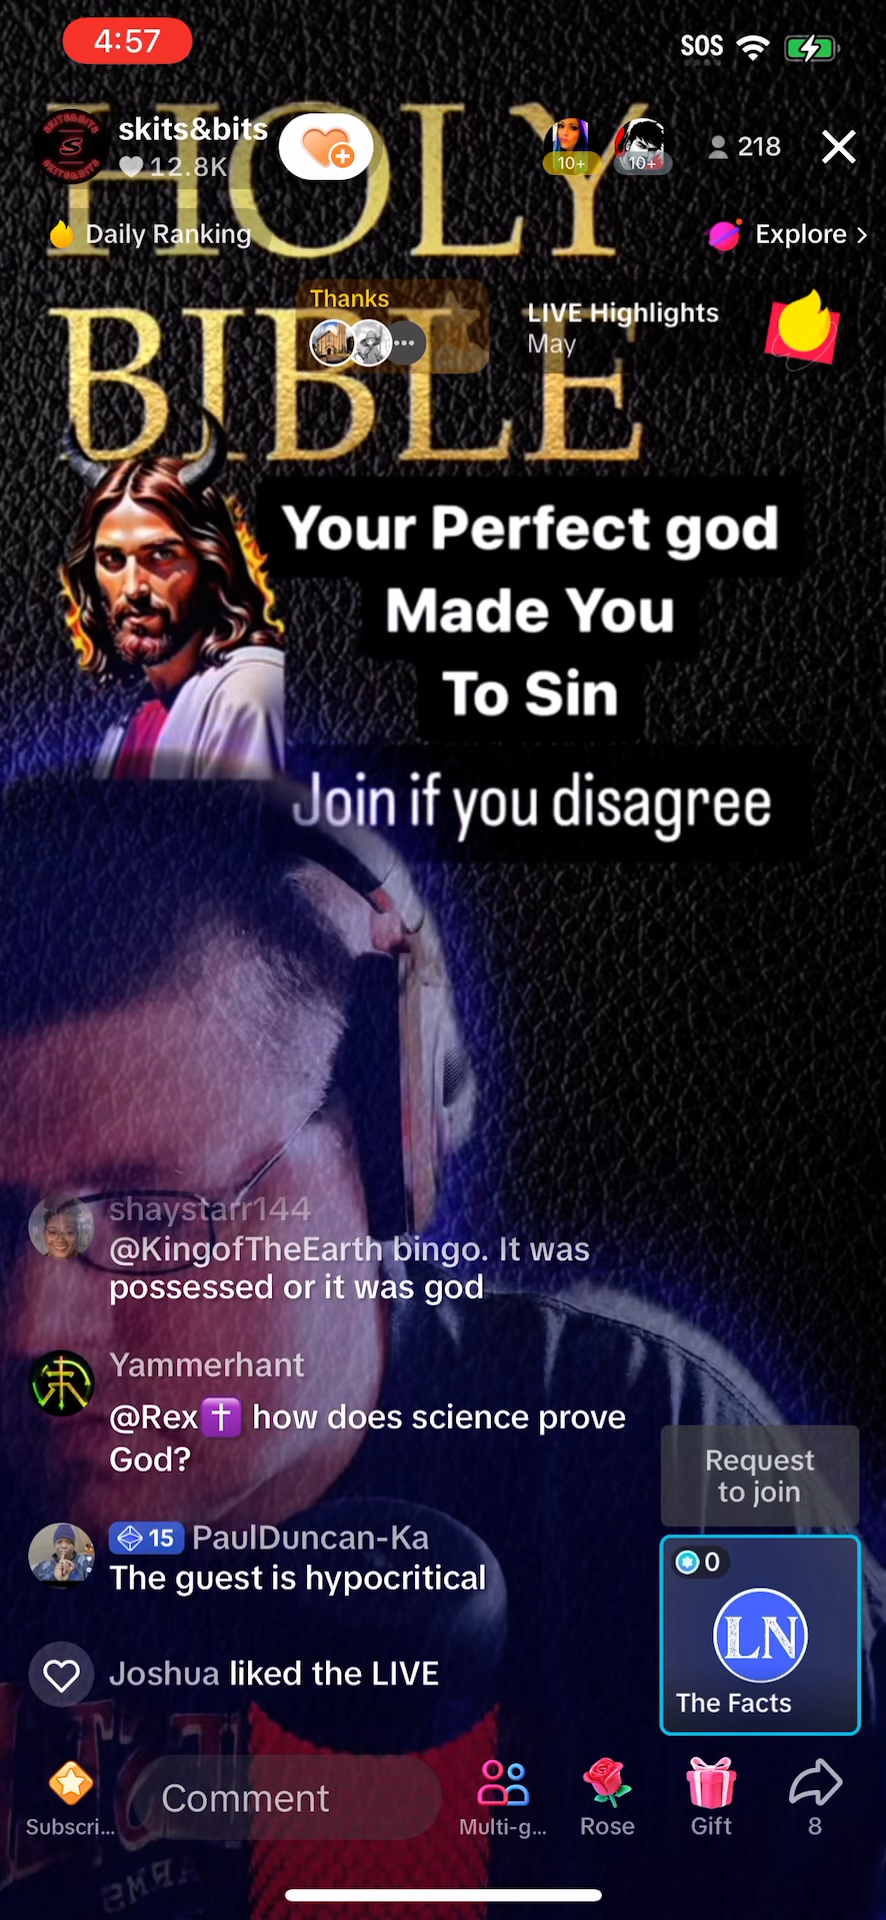 4:57
SOS
HOLY
BIBLE
skits&bits
12.8K
10+
10+
218
Daily Ranking
Explore >
Thanks
LIVE Highlights
May
Your Perfect god
Made You
To Sin
Join if you disagree
shaystarr144
@KingofTheEarth bingo. It was
possessed or it was god
Yammerhant
@Rex✝️ how does science prove
God?
15 PaulDuncan-Ka
The guest is hypocritical
Joshua liked the LIVE
Request
to join
0
LN
The Facts
Subscri...
Comment
Multi-g...
Rose
Gift
8